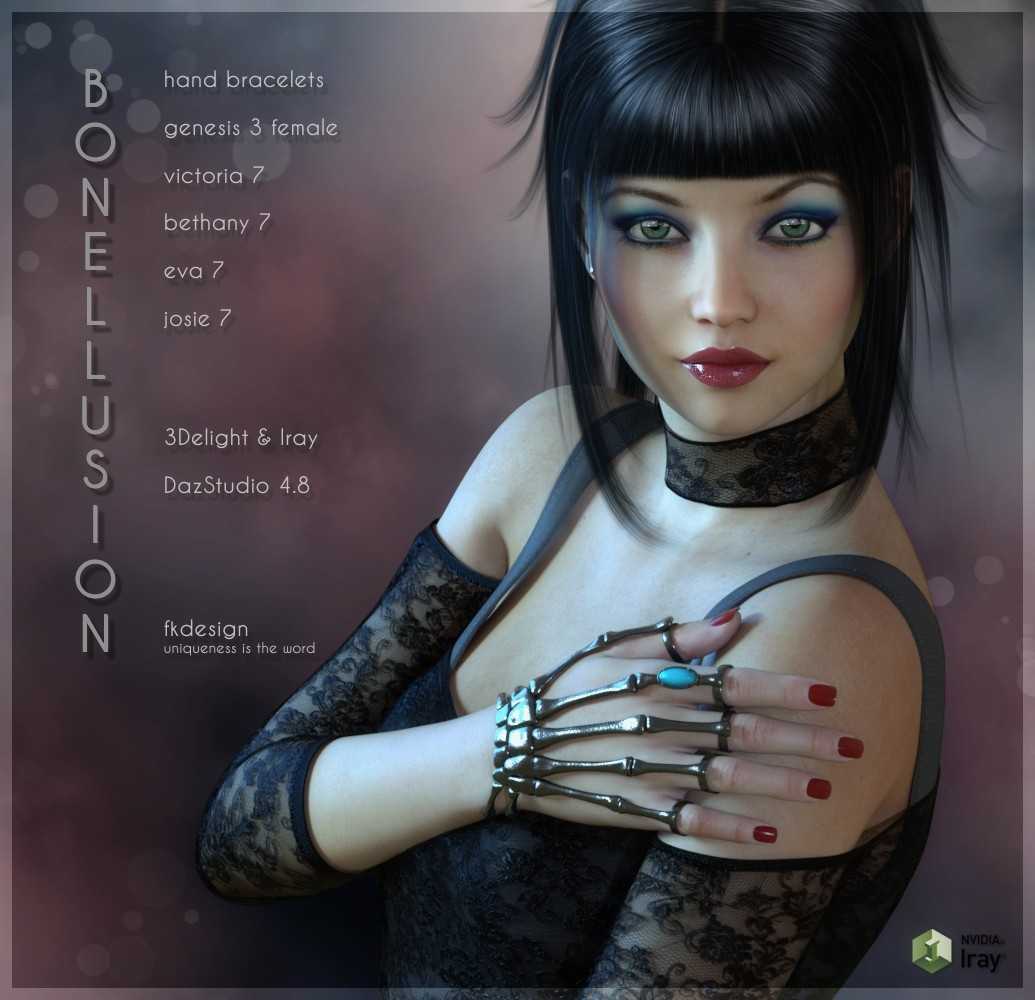 BONELLUSION
hand bracelets
genesis 3 female
victoria 7
bethany 7
eva 7
josie 7
3Delight & Iray
DazStudio 4.8
fkdesign
uniqueness is the word
NVIDIA.
Iray